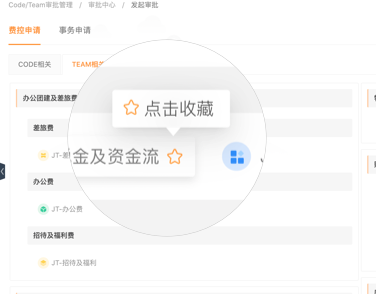 Code/Team审批管理 / 审批中心 / 发起审批
费控申请 事务申请
CODE相关 TEAM相关
办公团建及差旅费
点击收藏
差旅费
JT-差
金及资金流
办公费
JT-办公费
招待及福利费
JT-招待及福利